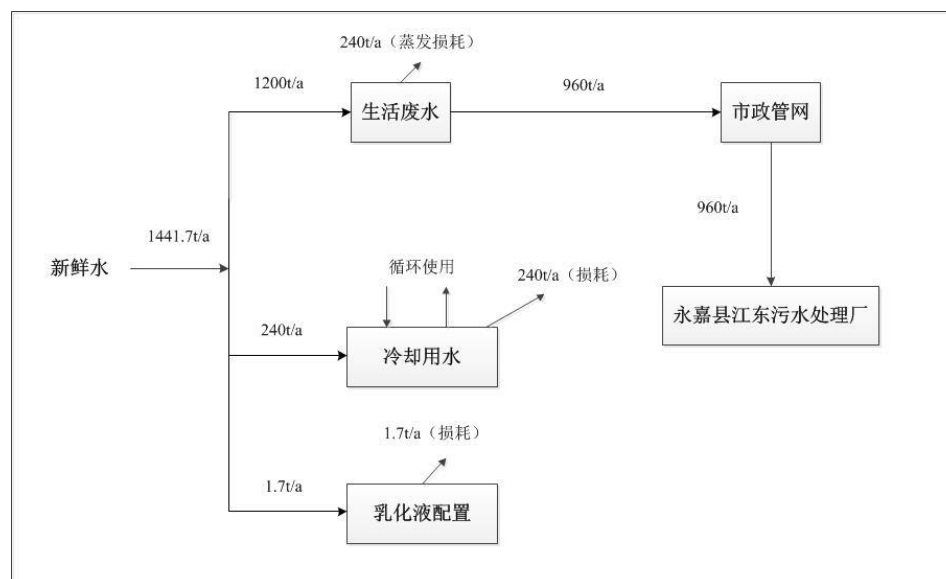 240t/a（蒸发损耗）
1200t/a
960t/a
生活废水
市政管网
960t/a
1441.7t/a
新鲜水
循环使用
240t/a（损耗）
永嘉县江东污水处理厂
240t/a
冷却用水
1.7t/a（损耗）
1.7t/a
乳化液配置